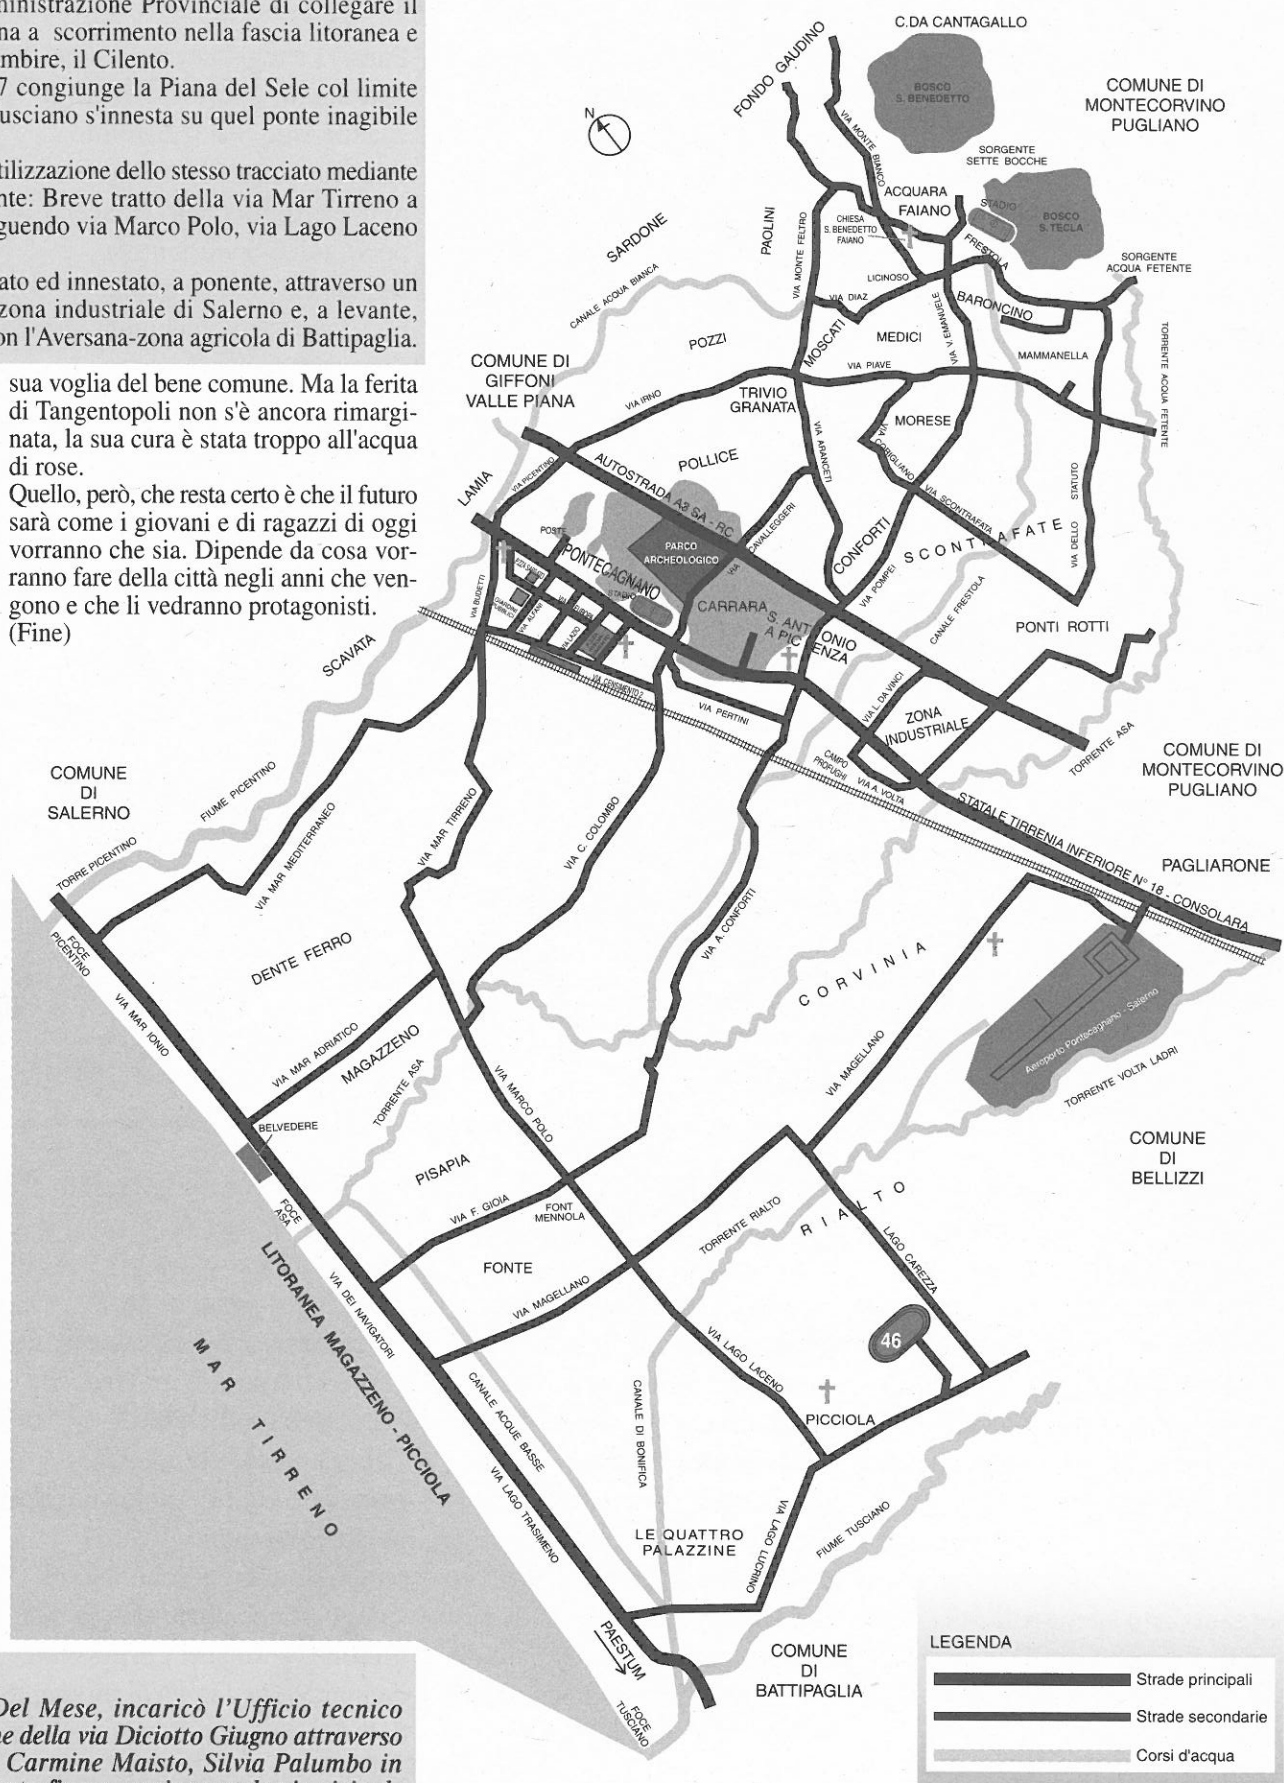 ministrazione Provinciale di collegare il
na a scorrimento nella fascia litoranea e
mbire, il Cilento.
7 congiunge la Piana del Sele col limite
usciano s'innesta su quel ponte inagibile
tilizzazione dello stesso tracciato mediante
nte: Breve tratto della via Mar Tirreno a
guendo via Marco Polo, via Lago Laceno
ato ed innestato, a ponente, attraverso un
zona industriale di Salerno e, a levante,
on l'Aversana-zona agricola di Battipaglia.
sua voglia del bene comune. Ma la ferita
di Tangentopoli non s'è ancora rimargi-
nata, la sua cura è stata troppo all'acqua
di rose.
Quello, però, che resta certo è che il futuro
sarà come i giovani e di ragazzi di oggi
vorranno che sia. Dipende da cosa vor-
ranno fare della città negli anni che ven-
gono e che li vedranno protagonisti.
(Fine)
C.DA CANTAGALLO
FONDO GAUDINO
BOSCO
S. BENEDETTO
COMUNE DI
MONTECORVINO
PUGLIANO
N
VIA MONTE BIANCO
SORGENTE
SETTE BOCCHE
ACQUARA
FAIANO
STADIO
BOSCO
S. TECLA
CHIESA
S. BENEDETTO
FAIANO
PAOLINI
SARDONE
VIA MONTE FELTRO
FRESTOLA
SORGENTE
ACQUA FETENTE
CANALE ACQUA BIANCA
LICINOSO
VIA DIAZ
BARONCINO
POZZI
MOSCATI
MEDICI
VIA V. EMANUELE
MAMMANELLA
TORRENTE ACQUA FETENTE
COMUNE DI
GIFFONI
VALLE PIANA
VIA PIAVE
VIA IRNO
TRIVIO
GRANATA
MORESE
VIA ARANCETI
VIA CORIGLIANO
POLLICE
LAMIA
VIA PICENTINO
AUTOSTRADA A3 SA - RC
VIA SCONTRAFATA
VIA DELLO STATUTO
SCONTRAFATE
POSTE
PONTECAGNANO
PARCO
ARCHEOLOGICO
VIA CAVALLEGGERI
CONFORTI
VIA POMPEI
VIA BUDETTI
GIARDINI
PUBBLICI
VIA ALFANI
VIA EUROPA
VIA LAZIO
STADIO
CARRARA
S. ANTONIO
A PICENZA
CANALE FRESTOLA
PONTI ROTTI
SCAVATA
VIA CENSIMENTO 2
VIA PERTINI
VIA L. DA VINCI
ZONA
INDUSTRIALE
CAMPO
PROFUGHI
VIA A. VOLTA
TORRENTE ASA
COMUNE DI
MONTECORVINO
PUGLIANO
COMUNE
DI
SALERNO
FIUME PICENTINO
VIA MAR MEDITERRANEO
VIA MAR TIRRENO
VIA C. COLOMBO
STATALE TIRRENIA INFERIORE N° 18 - CONSOLARA
PAGLIARONE
TORRE PICENTINO
VIA A. CONFORTI
FOCE
PICENTINO
DENTE FERRO
CORVINIA
VIA MAR IONIO
VIA MAR ADRIATICO
MAGAZZENO
TORRENTE ASA
Aeroporto Pontecagnano - Salerno
VIA MAGELLANO
TORRENTE VOLTA LADRI
VIA MARCO POLO
BELVEDERE
COMUNE
DI
BELLIZZI
PISAPIA
FOCE
ASA
VIA F. GIOIA
FONT
MENNOLA
TORRENTE RIALTO
RIALTO
LITORANEA MAGAZZENO - PICCIOLA
FONTE
LAGO CAREZZA
VIA DEI NAVIGATORI
VIA MAGELLANO
46
MAR TIRRENO
VIA LAGO LACENO
CANALE ACQUE BASSE
CANALE DI BONIFICA
PICCIOLA
VIA LAGO TRASIMENO
LE QUATTRO
PALAZZINE
VIA LAGO LUCRINO
FIUME TUSCIANO
PAESTUM
COMUNE
DI
BATTIPAGLIA
FOCE
TUSCIANO
LEGENDA
Strade principali
Strade secondarie
Corsi d'acqua
Del Mese, incaricò l'Ufficio tecnico
ne della via Diciotto Giugno attraverso
Carmine Maisto, Silvia Palumbo in